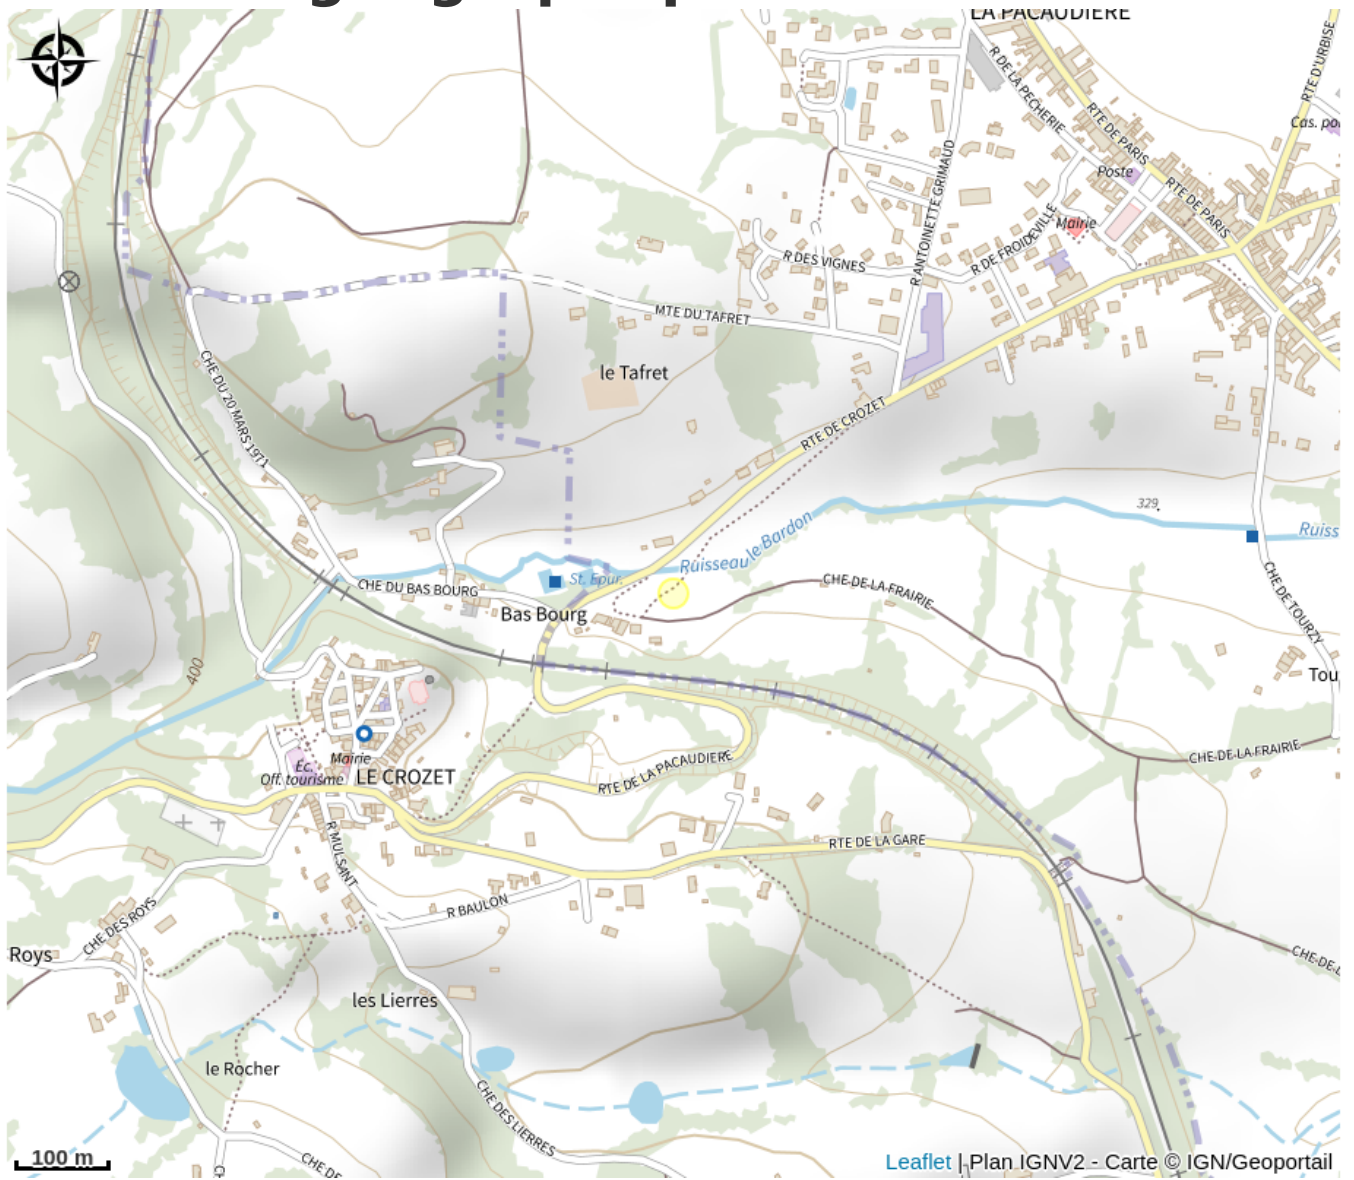 LA PACAUDIERE
R DE LA PECHERIE
RTE D'URBISE
RTE DE PARIS
Cas. po
Poste
RTE DE PARIS
R ANTOINETTE GRIMAUD
Mairie
R DE FROIDEVILLE
R DES VIGNES
MTE DU TAFRET
CHE DU 20 MARS 1971
le Tafret
RTE DE CROZET
329
Ruiss
Ruisseau le Bardon
St. Epur.
CHE DU BAS BOURG
CHE DE LA FRAIRIE
CHE DE TOURZY
Bas Bourg
400
Tou
CHE DE LA FRAIRIE
Mairie
Éc.
Off. tourisme
LE CROZET
RTE DE LA PACAUDIERE
R MULSANT
RTE DE LA GARE
R BAULON
CHE DES ROYS
Roys
CHE-DE-L
les Lierres
le Rocher
CHE DES LIERRES
CHE DE
100 m
Leaflet | Plan IGNV2 - Carte © IGN/Geoportail